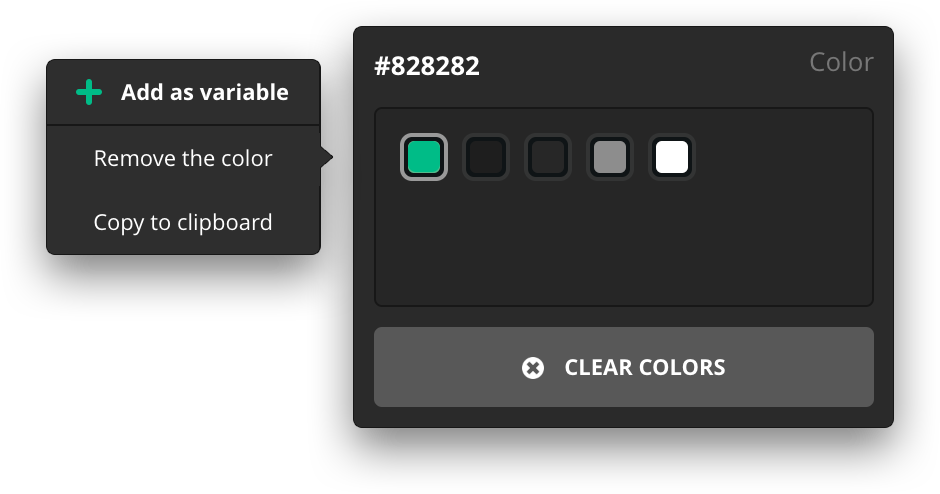 Add as variable
Remove the color
Copy to clipboard
#828282
Color
CLEAR COLORS